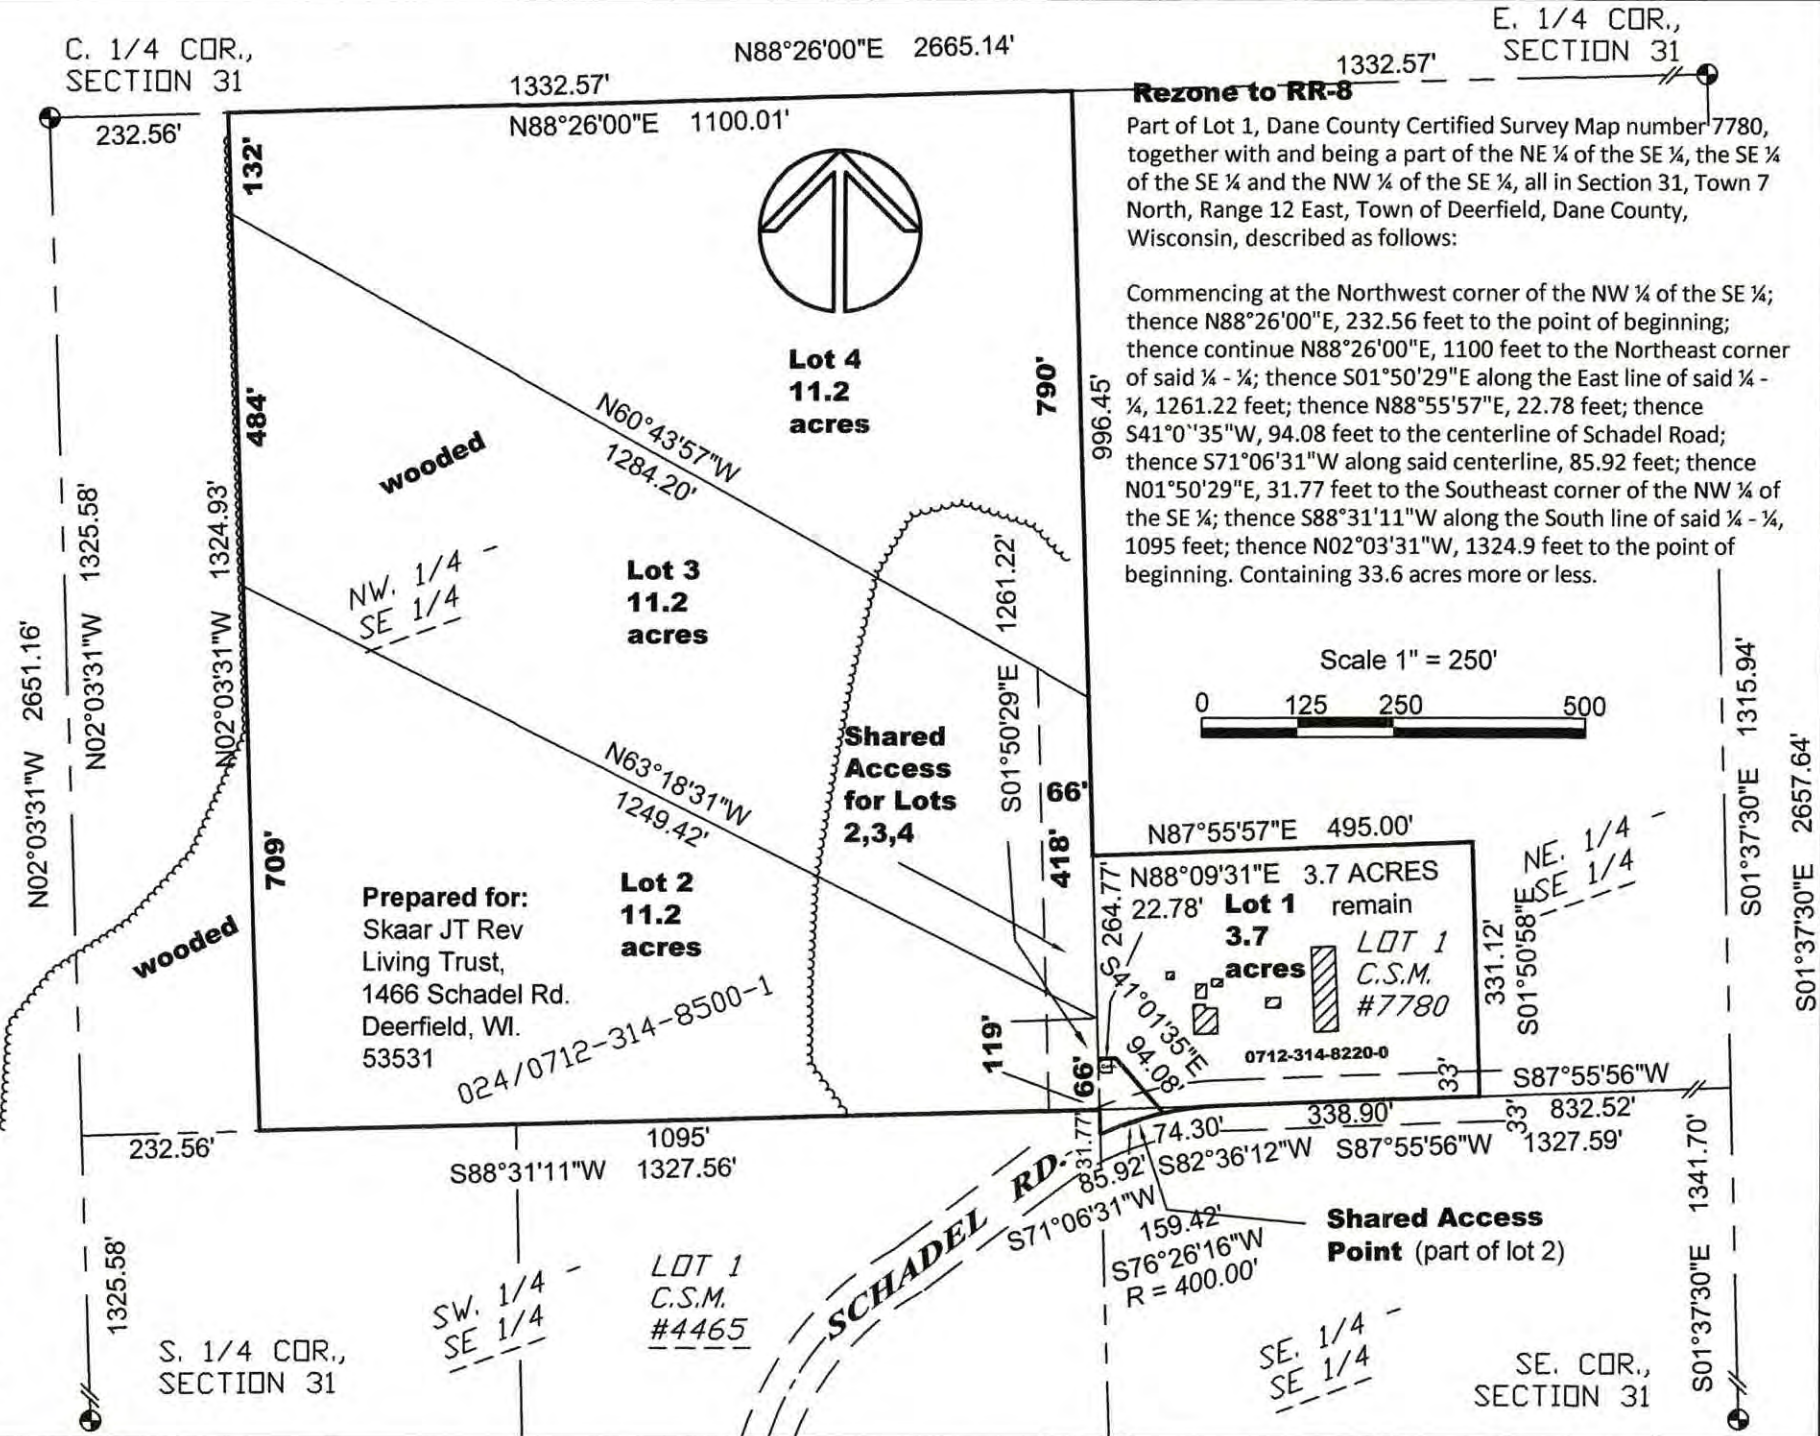 C. 1/4 COR.,
SECTION 31
N88°26'00"E 2665.14'
E. 1/4 COR.,
SECTION 31
1332.57'
1332.57'
232.56'
N88°26'00"E 1100.01'
132'
Rezone to RR-8
Part of Lot 1, Dane County Certified Survey Map number 7780,
together with and being a part of the NE ¼ of the SE ¼, the SE ¼
of the SE ¼ and the NW ¼ of the SE ¼, all in Section 31, Town 7
North, Range 12 East, Town of Deerfield, Dane County,
Wisconsin, described as follows:
Commencing at the Northwest corner of the NW ¼ of the SE ¼;
thence N88°26'00"E, 232.56 feet to the point of beginning;
thence continue N88°26'00"E, 1100 feet to the Northeast corner
of said ¼ - ¼; thence S01°50'29"E along the East line of said ¼ -
¼, 1261.22 feet; thence N88°55'57"E, 22.78 feet; thence
S41°0`'35"W, 94.08 feet to the centerline of Schadel Road;
thence S71°06'31"W along said centerline, 85.92 feet; thence
N01°50'29"E, 31.77 feet to the Southeast corner of the NW ¼ of
the SE ¼; thence S88°31'11"W along the South line of said ¼ - ¼,
1095 feet; thence N02°03'31"W, 1324.9 feet to the point of
beginning. Containing 33.6 acres more or less.
Lot 4
11.2
acres
790'
996.45'
484'
N60°43'57"W
1284.20'
wooded
NW. 1/4 -
SE 1/4
Lot 3
11.2
acres
N02°03'31"W 2651.16'
N02°03'31"W 1325.58'
N02°03'31"W 1324.93'
S01°50'29"E 1261.22'
Scale 1" = 250'
0 125 250 500
S01°37'30"E 1315.94'
S01°37'30"E 2657.64'
Shared
Access
for Lots
2,3,4
66'
418'
N63°18'31"W
1249.42'
709'
wooded
Prepared for:
Skaar JT Rev
Living Trust,
1466 Schadel Rd.
Deerfield, WI.
53531
Lot 2
11.2
acres
024/0712-314-8500-1
N87°55'57"E 495.00'
N88°09'31"E 3.7 ACRES
22.78' Lot 1 remain
3.7
acres
LOT 1
C.S.M.
#7780
264.77'
S41°01'35"E
94.08'
0712-314-8220-0
331.12'
S01°50'58"E
NE. 1/4 -
SE 1/4
119'
66'
33'
S87°55'56"W
33'
832.52'
1327.59'
338.90'
74.30'
31.77'
S82°36'12"W S87°55'56"W
85.92'
S71°06'31"W
159.42'
S76°26'16"W
R = 400.00'
232.56'
1095'
S88°31'11"W 1327.56'
SCHADEL RD.
Shared Access
Point (part of lot 2)
1325.58'
SW. 1/4 -
SE 1/4
LOT 1
C.S.M.
#4465
S. 1/4 COR.,
SECTION 31
SE. 1/4 -
SE 1/4
SE. COR.,
SECTION 31
S01°37'30"E 1341.70'